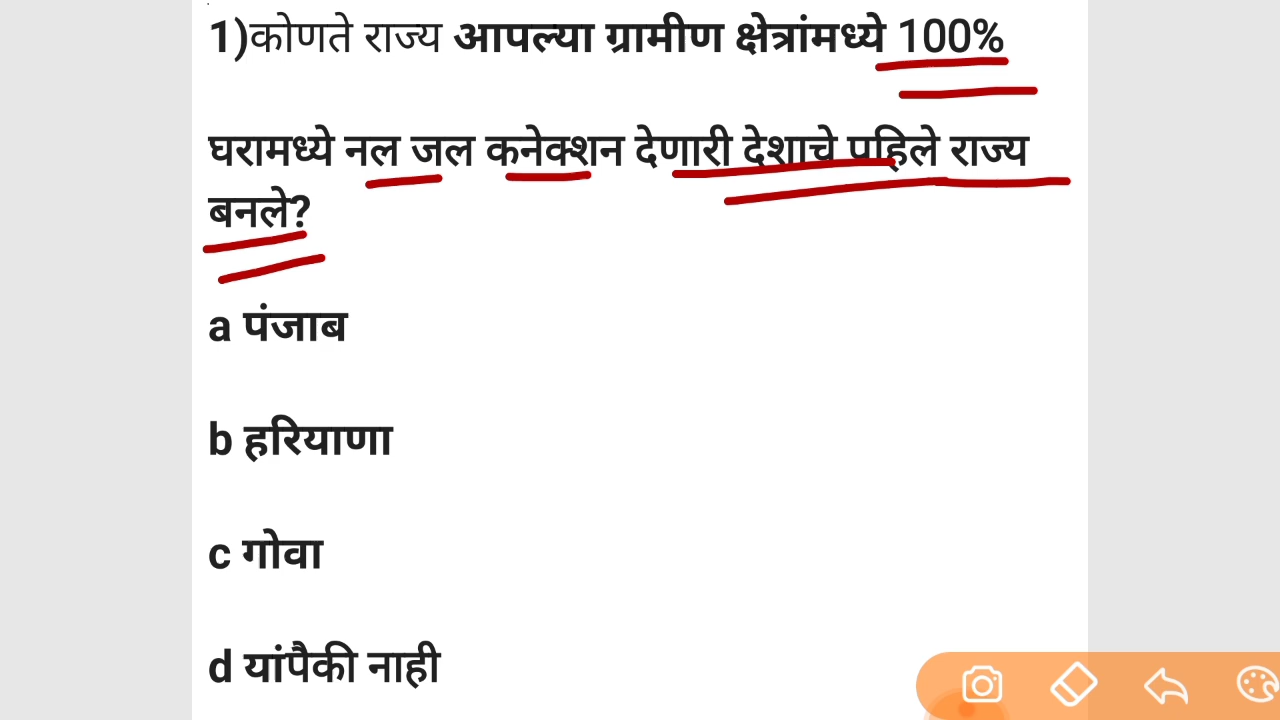 1)कोणते राज्य आपल्या ग्रामीण क्षेत्रांमध्ये 100%
घरामध्ये नल जल कनेक्शन देणारी देशाचे पहिले राज्य
बनले?
a पंजाब
b हरियाणा
c गोवा
d यांपैकी नाही